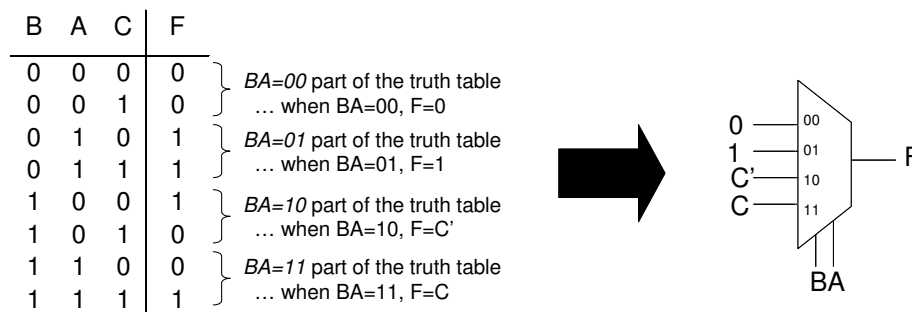 B A C F
0 0 0 0
0 0 1 0
BA=00 part of the truth table
… when BA=00, F=0
0 1 0 1
0 1 1 1
BA=01 part of the truth table
… when BA=01, F=1
1 0 0 1
1 0 1 0
BA=10 part of the truth table
… when BA=10, F=C’
1 1 0 0
1 1 1 1
BA=11 part of the truth table
… when BA=11, F=C
0 00
1 01
C’ 10
C 11
F
BA